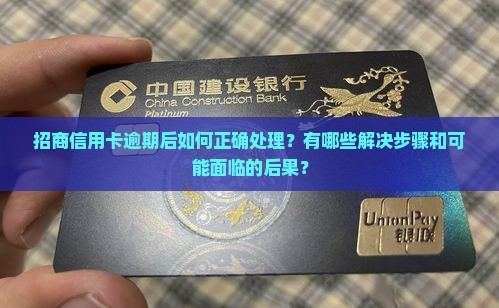 中国建设银行
China Construction Bank
Platinum
招商信用卡逾期后如何正确处理？有哪些解决步骤和可
能面临的后果？
UnionPay
银联